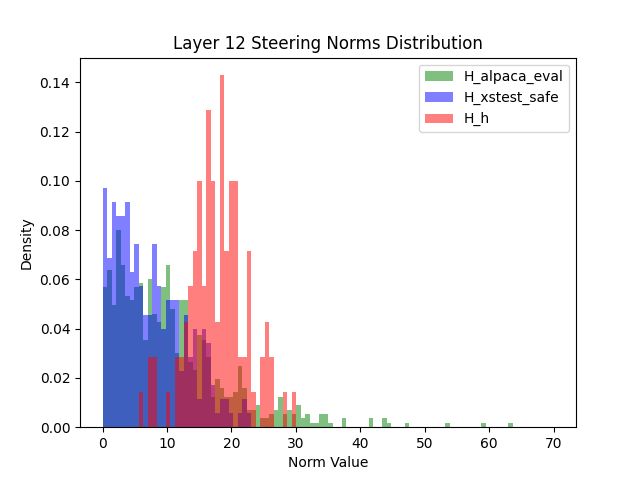 Layer 12 Steering Norms Distribution
H_alpaca_eval
H_xstest_safe
H_h
0.14
0.12
0.10
0.08
0.06
0.04
0.02
0.00
Density
0
10
20
30
40
50
60
70
Norm Value